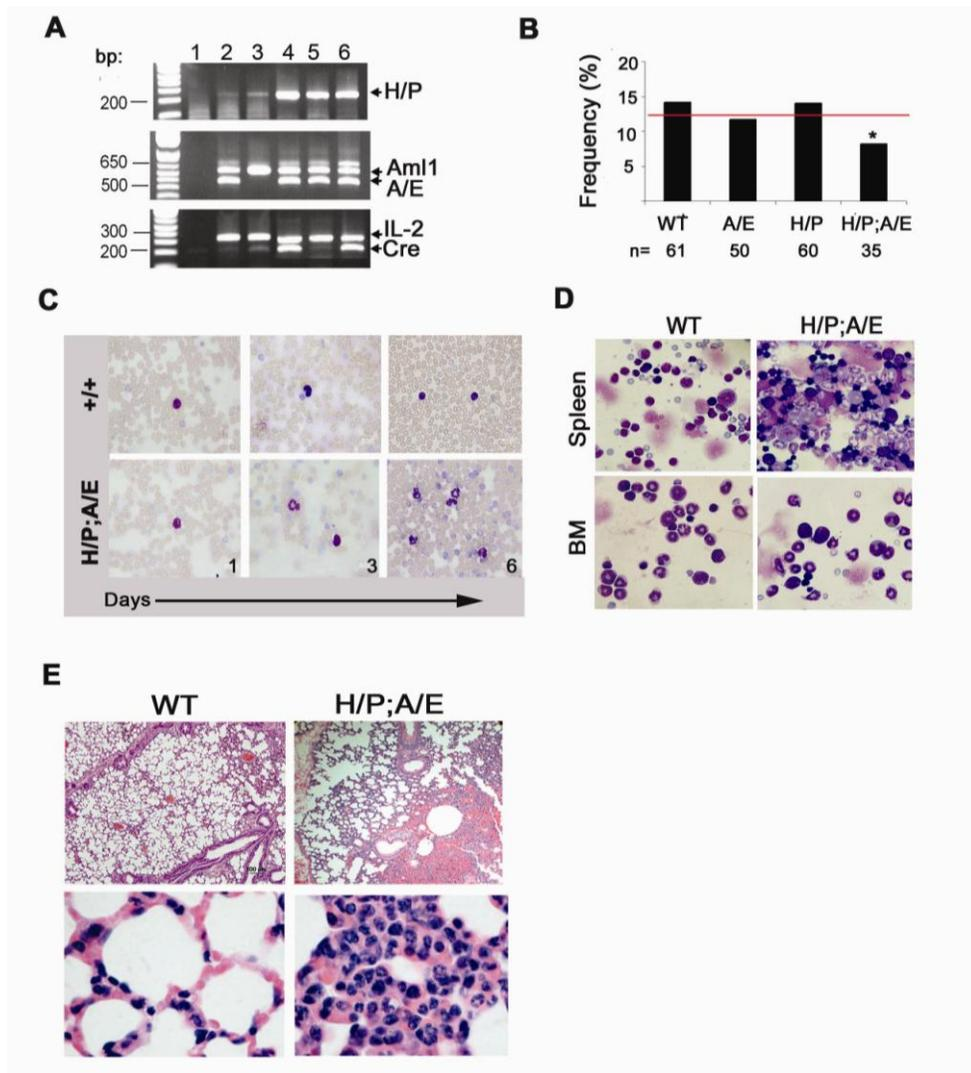 A
bp: 1 2 3 4 5 6
200
H/P
650
500
Aml1
A/E
300
200
IL-2
Cre
B
Frequency (%)
20
15
10
5
*
WT A/E H/P H/P;A/E
n= 61 50 60 35
C
+/+
H/P;A/E
1 3 6
Days
D
WT H/P;A/E
Spleen
BM
E
WT H/P;A/E